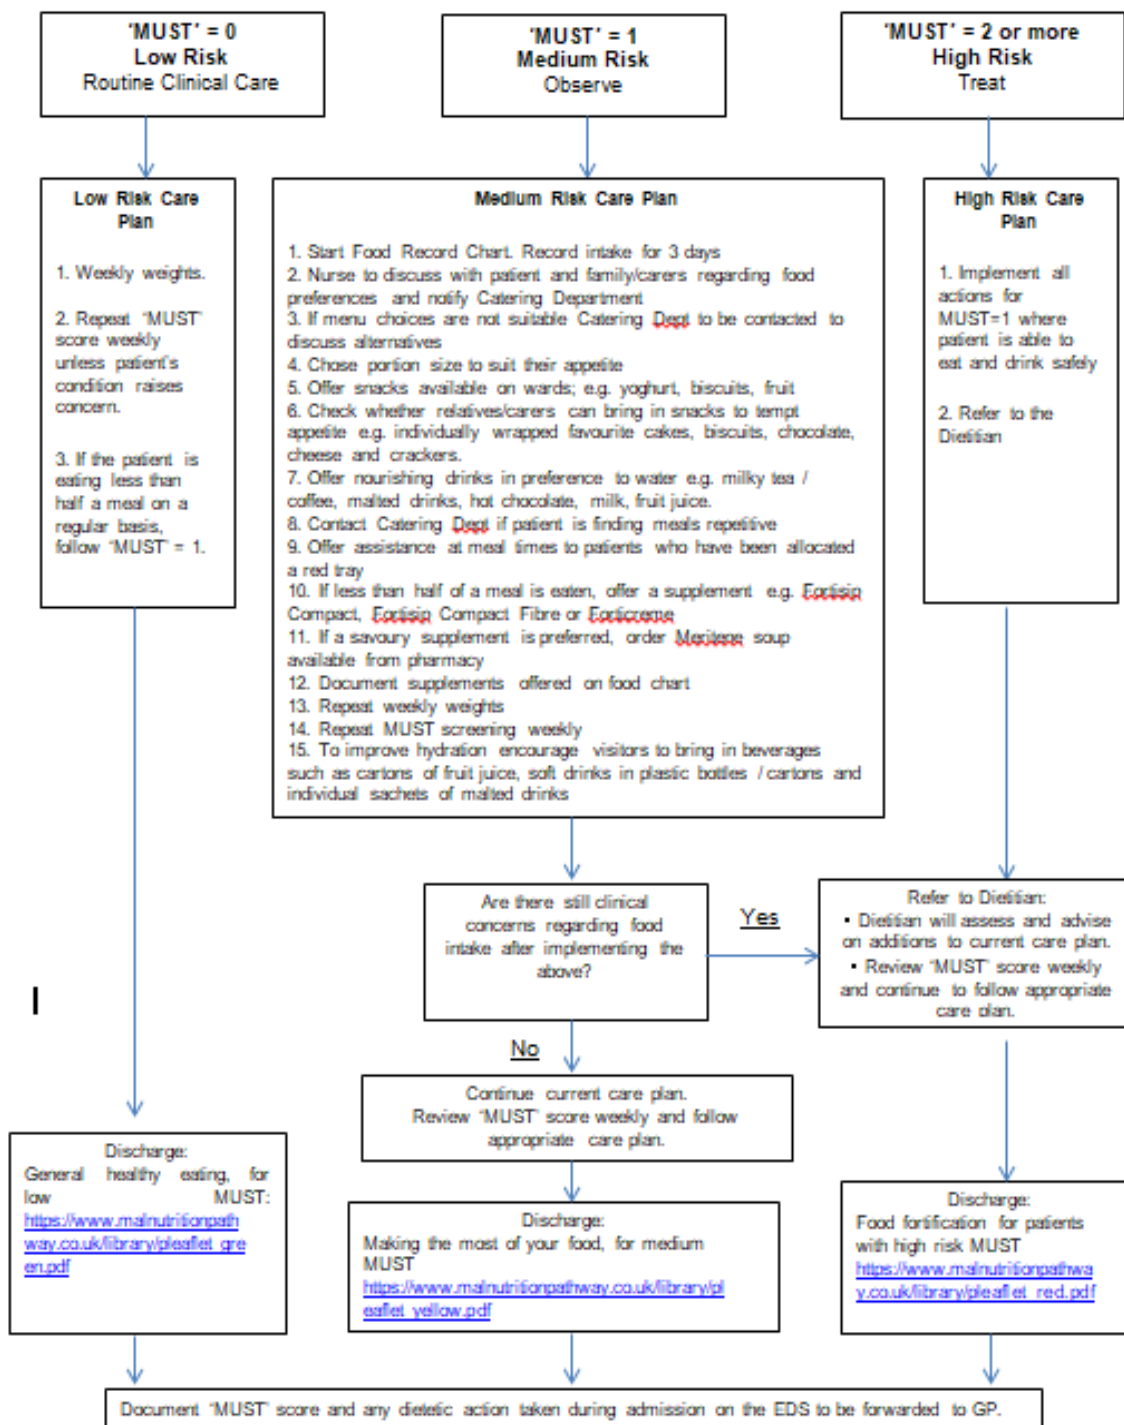 'MUST' = 0
Low Risk
Routine Clinical Care
'MUST' = 1
Medium Risk
Observe
'MUST' = 2 or more
High Risk
Treat
Low Risk Care
Plan
1. Weekly weights.
2. Repeat "MUST"
score weekly
unless patient's
condition raises
concern.
3. If the patient is
eating less than
half a meal on a
regular basis,
follow "MUST" = 1.
Medium Risk Care Plan
1. Start Food Record Chart. Record intake for 3 days
2. Nurse to discuss with patient and family/carers regarding food
preferences and notify Catering Department
3. If menu choices are not suitable Catering Dept to be contacted to
discuss alternatives
4. Chose portion size to suit their appetite
5. Offer snacks available on wards; e.g. yoghurt, biscuits, fruit
6. Check whether relatives/carers can bring in snacks to tempt
appetite e.g. individually wrapped favourite cakes, biscuits, chocolate,
cheese and crackers.
7. Offer nourishing drinks in preference to water e.g. milky tea /
coffee, malted drinks, hot chocolate, milk, fruit juice.
8. Contact Catering Dept if patient is finding meals repetitive
9. Offer assistance at meal times to patients who have been allocated
a red tray
10. If less than half of a meal is eaten, offer a supplement e.g. Fortisip
Compact, Fortisip Compact Fibre or Forticreme
11. If a savoury supplement is preferred, order Meritene soup
available from pharmacy
12. Document supplements offered on food chart
13. Repeat weekly weights
14. Repeat MUST screening weekly
15. To improve hydration encourage visitors to bring in beverages
such as cartons of fruit juice, soft drinks in plastic bottles / cartons and
individual sachets of malted drinks
High Risk Care
Plan
1. Implement all
actions for
MUST=1 where
patient is able to
eat and drink safely
2. Refer to the
Dietitian
Are there still clinical
concerns regarding food
intake after implementing the
above?
Yes
Refer to Dietitian:
▪ Dietitian will assess and advise
on additions to current care plan.
▪ Review "MUST" score weekly
and continue to follow appropriate
care plan.
No
Continue current care plan.
Review "MUST" score weekly and follow
appropriate care plan.
Discharge:
General healthy eating, for
low MUST:
https://www.malnutritionpath
way.co.uk/library/pleaflet_gre
en.pdf
Discharge:
Making the most of your food, for medium
MUST
https://www.malnutritionpathway.co.uk/library/pl
eaflet_yellow.pdf
Discharge:
Food fortification for patients
with high risk MUST
https://www.malnutritionpathwa
y.co.uk/library/pleaflet_red.pdf
Document "MUST" score and any dietetic action taken during admission on the EDS to be forwarded to GP.